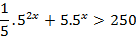 1/5 .5^{2x} + 5.5^x > 250